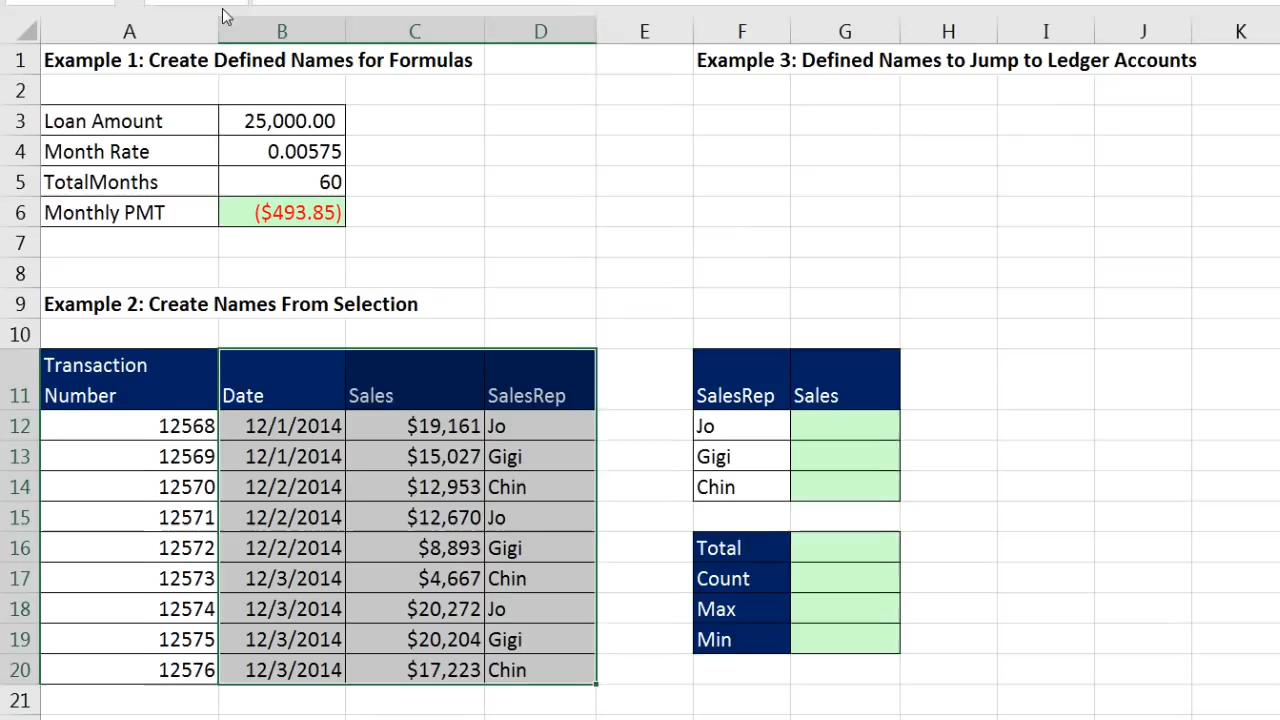 A B C D E F G H I J K
1 Example 1: Create Defined Names for Formulas Example 3: Defined Names to Jump to Ledger Accounts
2
3 Loan Amount 25,000.00
4 Month Rate 0.00575
5 TotalMonths 60
6 Monthly PMT ($493.85)
7
8
9 Example 2: Create Names From Selection
10
Transaction
11 Number Date Sales SalesRep SalesRep Sales
12 12568 12/1/2014 $19,161 Jo Jo
13 12569 12/1/2014 $15,027 Gigi Gigi
14 12570 12/2/2014 $12,953 Chin Chin
15 12571 12/2/2014 $12,670 Jo
16 12572 12/2/2014 $8,893 Gigi Total
17 12573 12/3/2014 $4,667 Chin Count
18 12574 12/3/2014 $20,272 Jo Max
19 12575 12/3/2014 $20,204 Gigi Min
20 12576 12/3/2014 $17,223 Chin
21